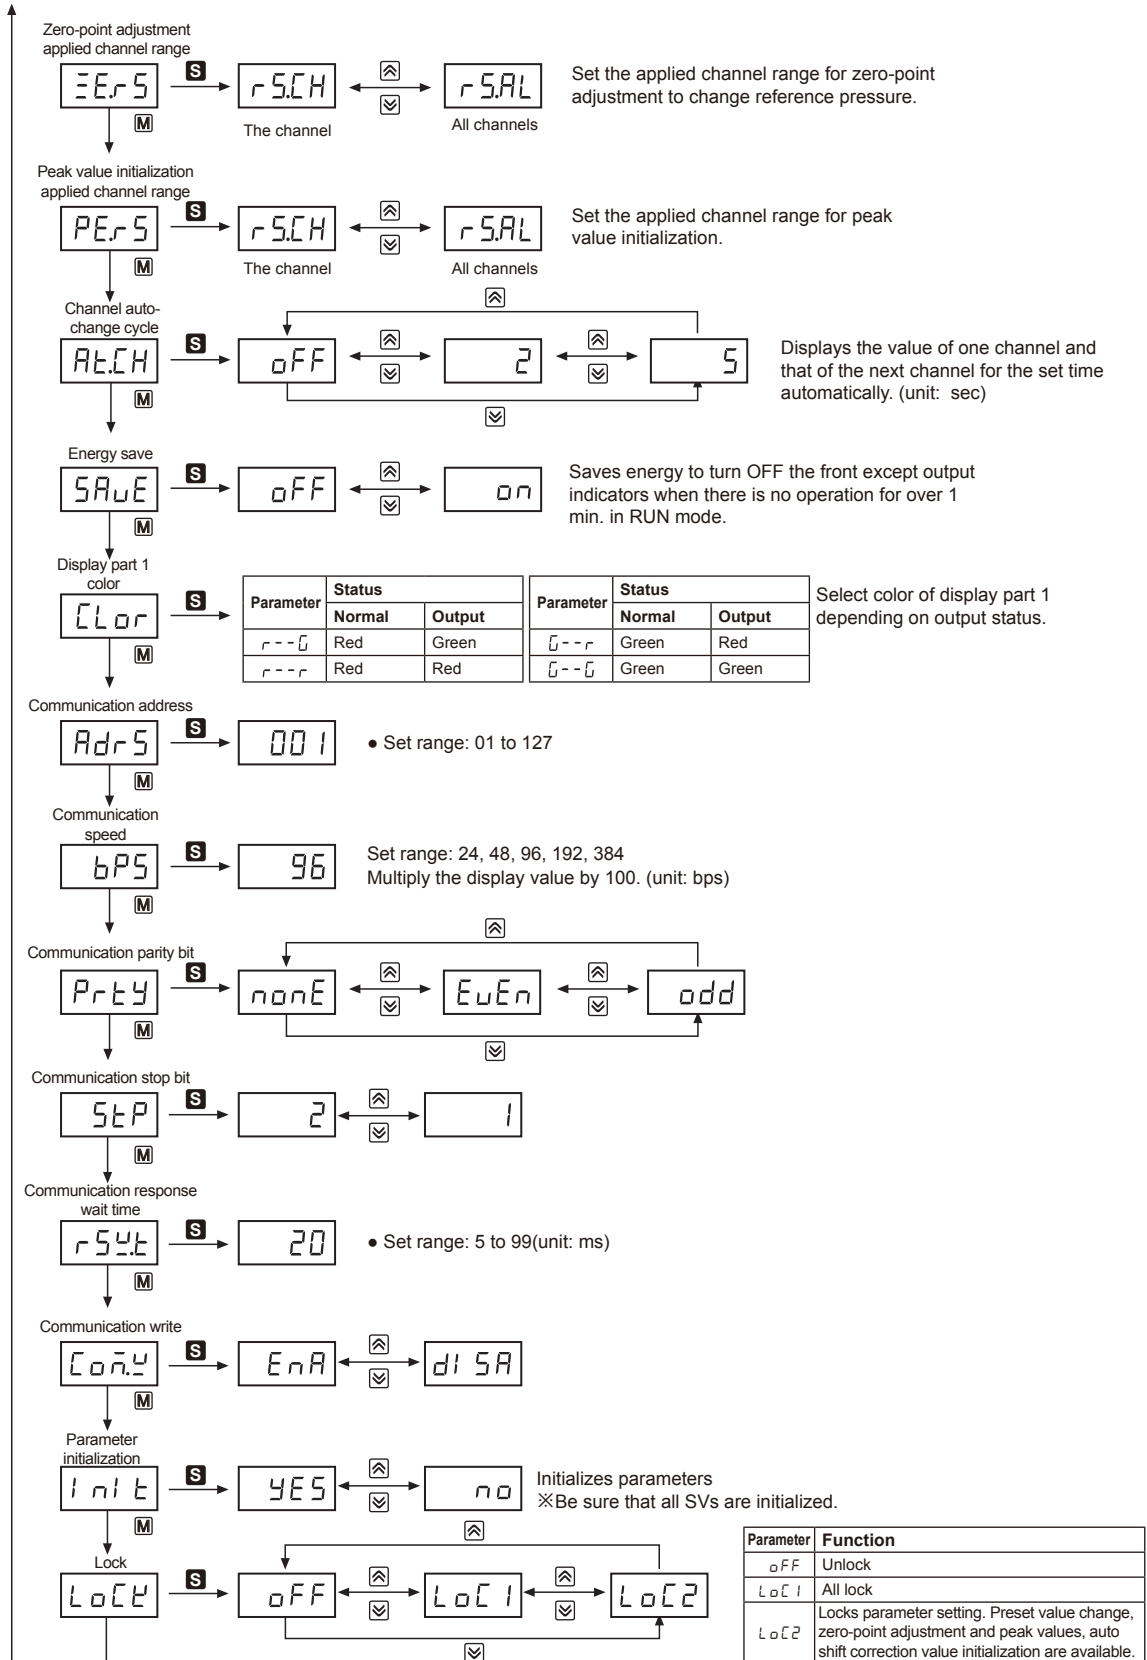 Zero-point adjustment
applied channel range
ZE.rS
S
rS.CH
rS.AL
Set the applied channel range for zero-point
adjustment to change reference pressure.
M
The channel
All channels
Peak value initialization
applied channel range
PE.rS
S
rS.CH
rS.AL
Set the applied channel range for peak
value initialization.
M
The channel
All channels
Channel auto-
change cycle
At.CH
S
oFF
2
5
Displays the value of one channel and
that of the next channel for the set time
automatically. (unit: sec)
M
Energy save
SAvE
S
oFF
on
Saves energy to turn OFF the front except output
indicators when there is no operation for over 1
min. in RUN mode.
M
Display part 1
color
CLor
S
Parameter Status Parameter Status
Normal Output Normal Output
r--G Red Green G--r Green Red
r--r Red Red G--G Green Green
Select color of display part 1
depending on output status.
M
Communication address
AdrS
S
001
● Set range: 01 to 127
M
Communication
speed
bPS
S
96
Set range: 24, 48, 96, 192, 384
Multiply the display value by 100. (unit: bps)
M
Communication parity bit
PrtY
S
nonE
EvEn
odd
M
Communication stop bit
StP
S
2
1
M
Communication response
wait time
rSW.t
S
20
● Set range: 5 to 99(unit: ms)
M
Communication write
Com.W
S
EnA
dISA
M
Parameter
initialization
InIt
S
YES
no
Initializes parameters
※Be sure that all SVs are initialized.
M
Lock
LoCK
S
oFF
LoC1
LoC2
Parameter Function
oFF Unlock
LoC1 All lock
LoC2 Locks parameter setting. Preset value change,
zero-point adjustment and peak values, auto
shift correction value initialization are available.